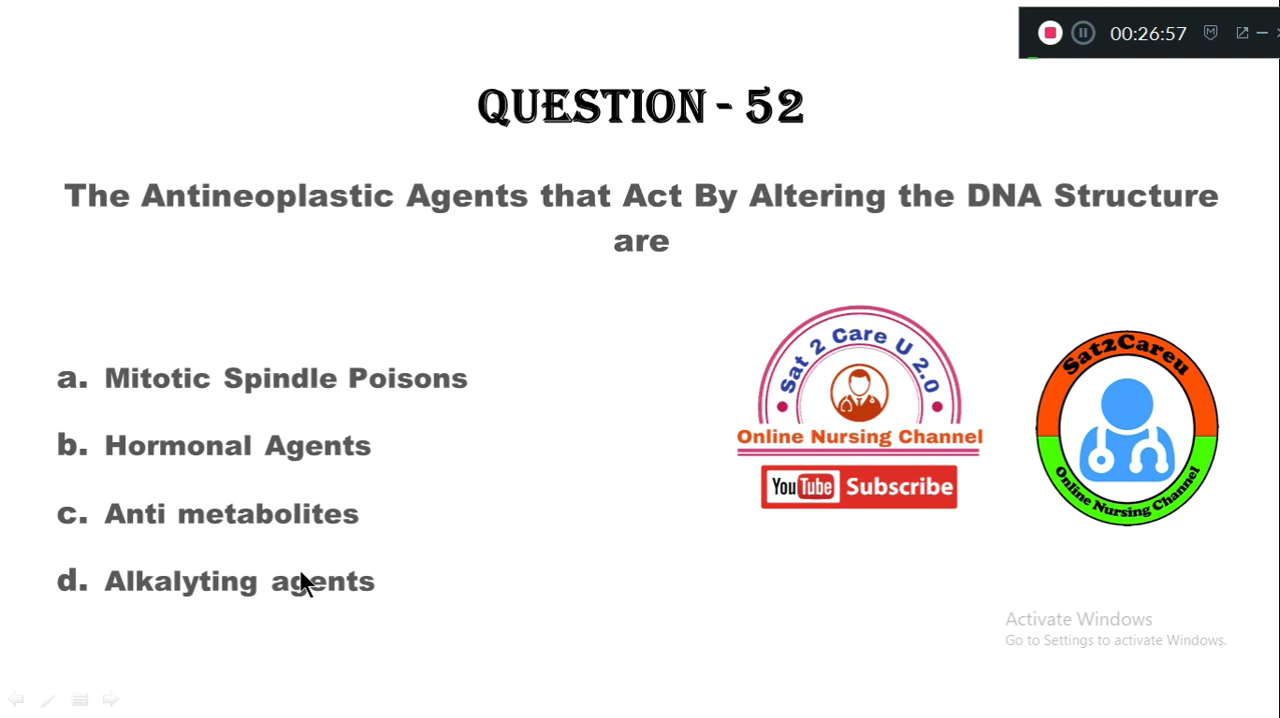 00:26:57
QUESTION - 52
The Antineoplastic Agents that Act By Altering the DNA Structure
are
a. Mitotic Spindle Poisons
b. Hormonal Agents
c. Anti metabolites
d. Alkalyting agents
Sat 2 Care U 2.0
Online Nursing Channel
YouTube Subscribe
Sat2Careu
Online Nursing Channel
Activate Windows
Go to Settings to activate Windows.